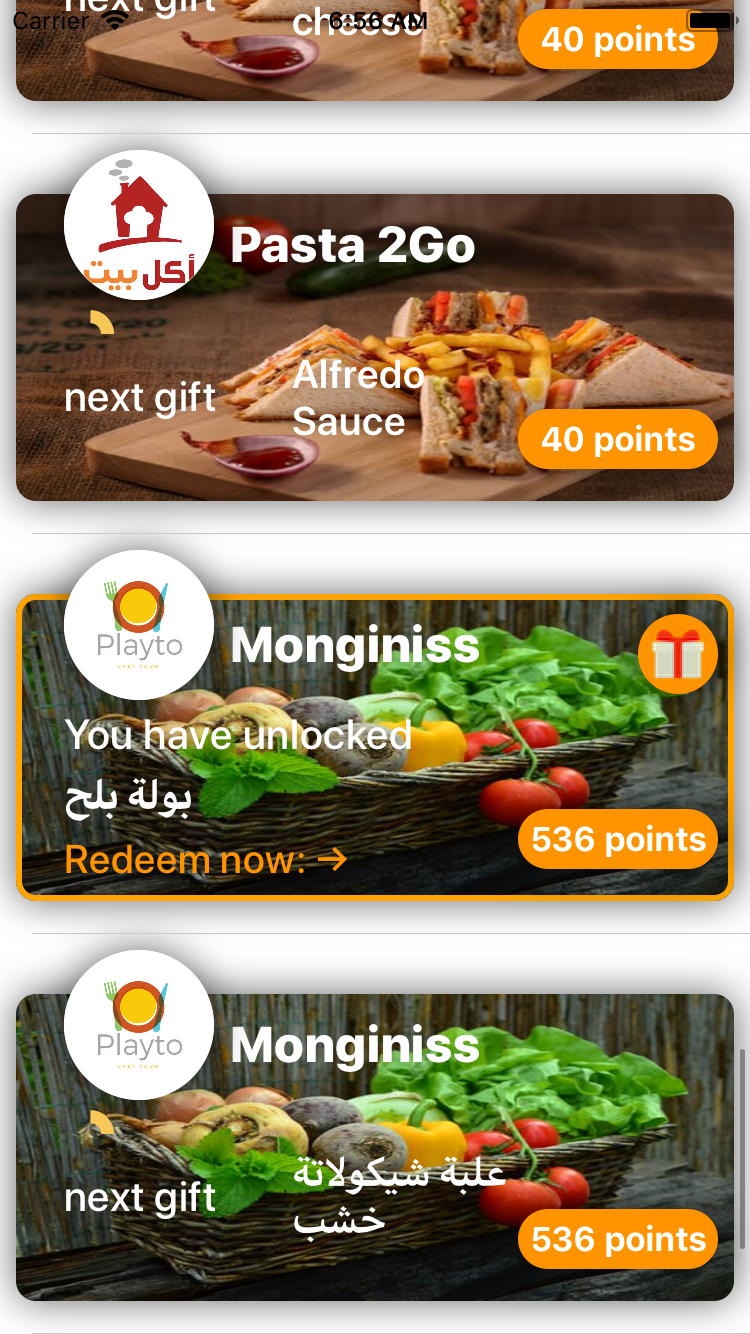 next gift
cheese
Carrier
6:56 AM
40 points
أكل بيت
Pasta 2Go
next gift
Alfredo
Sauce
40 points
Playto
BABY FOOD
Monginiss
You have unlocked
بولة بلح
Redeem now: →
536 points
Playto
BABY FOOD
Monginiss
next gift
علبة شيكولاتة
خشب
536 points